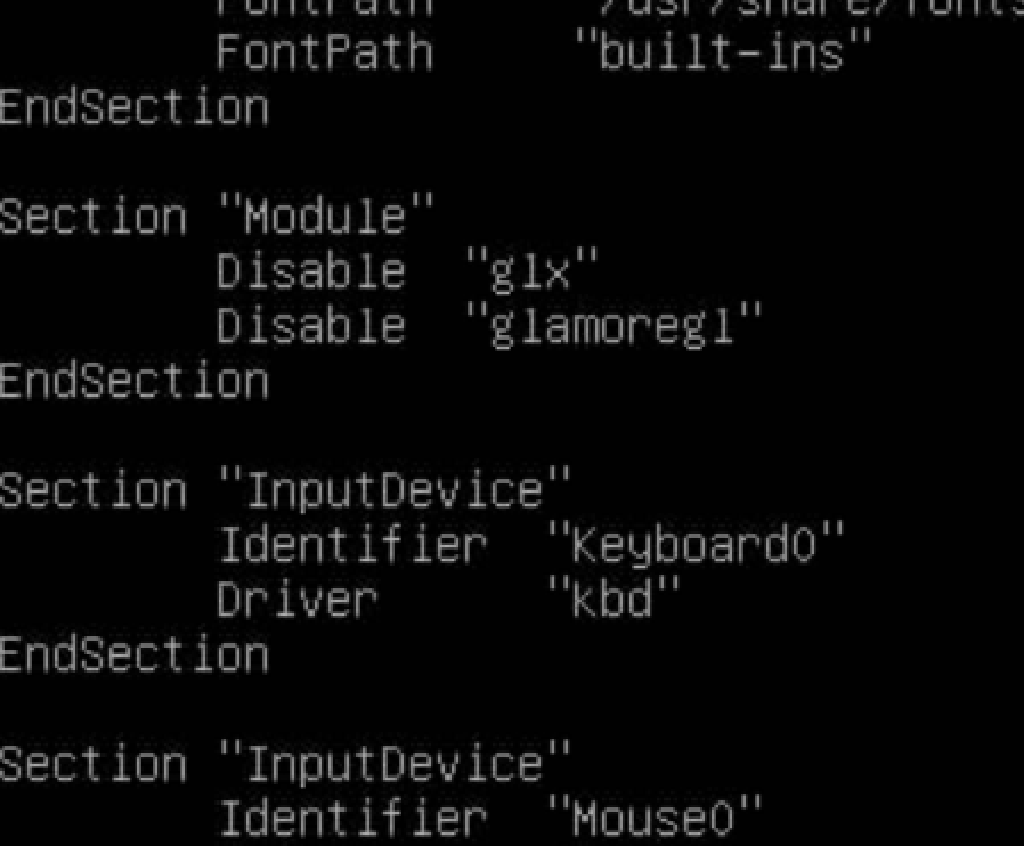 FontPath "/usr/share/fonts
FontPath "built-ins"
EndSection
Section "Module"
Disable "glx"
Disable "glamoregl"
EndSection
Section "InputDevice"
Identifier "Keyboard0"
Driver "kbd"
EndSection
Section "InputDevice"
Identifier "Mouse0"